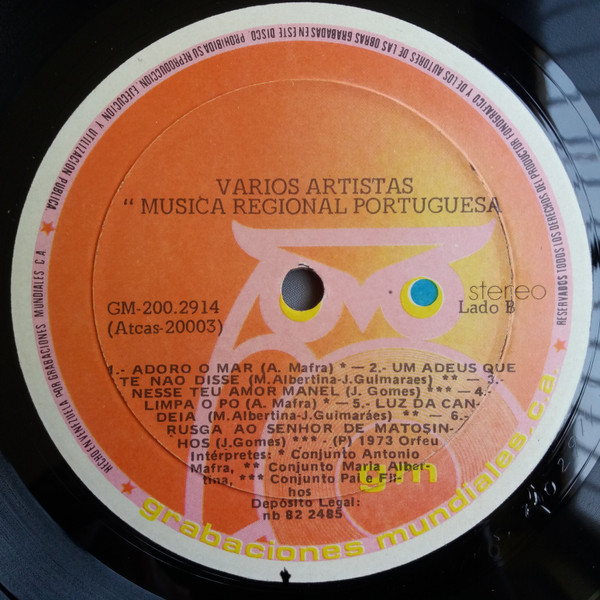 RESERVADOS TODOS LOS DERECHOS DEL PRODUCTOR FONOGRAFICO Y DE LOS AUTORES DE LAS OBRAS GRABADAS EN ESTE DISCO. PROHIBIDA SU REPRODUCCION, EJECUCION Y UTILIZACION PUBLICA
HECHO EN VENEZUELA POR GRABACIONES MUNDIALES C.A.
VARIOS ARTISTAS
" MUSICA REGIONAL PORTUGUESA
GM-200.2914
(Atcas-20003)
stereo
Lado B
1.- ADORO O MAR (A. Mafra) * — 2.- UM ADEUS QUE
TE NAO DISSE (M.Albertina-J.Guimaraes) ** — 3.-
NESSE TEU AMOR MANEL (J. Gomes) *** — 4.-
LIMPA O PO (A. Mafra) * — 5.- LUZ DA CAN-
DEIA (M.Albertina-J.Guimaráes) ** — 6.-
RUSGA AO SENHOR DE MATOSIN-
HOS (J.Gomes) *** - (P) 1973 Orfeu
Intérpretes: * Conjunto Antonio
Mafra, ** Conjunto Maria Alber-
tina, *** Conjunto Pai e Fil-
hos
Depósito Legal:
nb 82 2485
gm
grabaciones mundiales c.a.